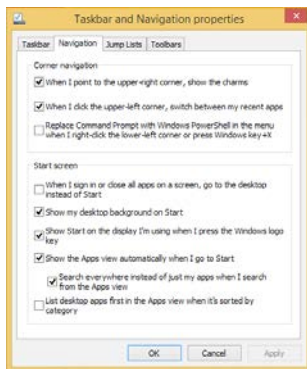 Taskbar and Navigation properties
Taskbar Navigation Jump Lists Toolbars
Corner navigation
When I point to the upper-right corner, show the charms
When I click the upper-left corner, switch between my recent apps
Replace Command Prompt with Windows PowerShell in the menu
when I right-click the lower-left corner or press Windows key+X
Start screen
When I sign in or close all apps on a screen, go to the desktop
instead of Start
Show my desktop background on Start
Show Start on the display I'm using when I press the Windows logo
key
Show the Apps view automatically when I go to Start
Search everywhere instead of just my apps when I search
from the Apps view
List desktop apps first in the Apps view when it's sorted by
category
OK Cancel Apply